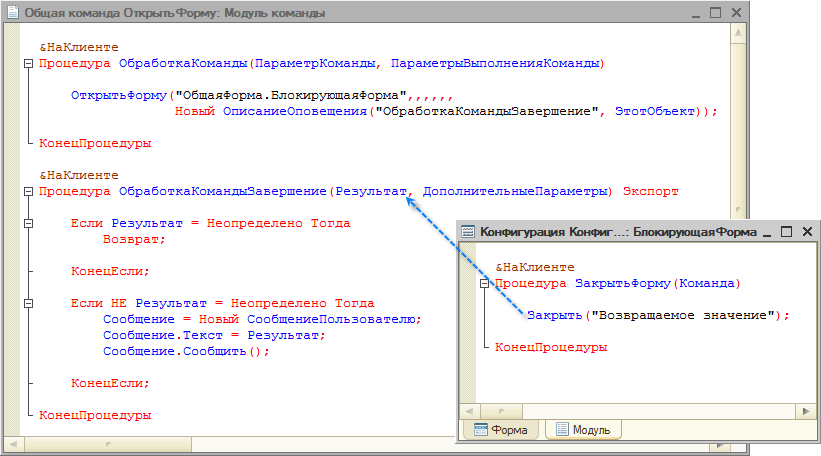 Общая команда ОткрытьФорму: Модуль команды
&НаКлиенте
Процедура ОбработкаКоманды(ПараметрКоманды, ПараметрыВыполненияКоманды)
ОткрытьФорму("ОбщаяФорма.БлокирующаяФорма",,,,,,
Новый ОписаниеОповещения("ОбработкаКомандыЗавершение", ЭтотОбъект));
КонецПроцедуры
&НаКлиенте
Процедура ОбработкаКомандыЗавершение(Результат, ДополнительныеПараметры) Экспорт
Если Результат = Неопределено Тогда
Возврат;
КонецЕсли;
Если НЕ Результат = Неопределено Тогда
Сообщение = Новый СообщениеПользователю;
Сообщение.Текст = Результат;
Сообщение.Сообщить();
КонецЕсли;
КонецПроцедуры
Конфигурация Конфиг...: БлокирующаяФорма
&НаКлиенте
Процедура ЗакрытьФорму(Команда)
Закрыть("Возвращаемое значение");
КонецПроцедуры
Форма
Модуль